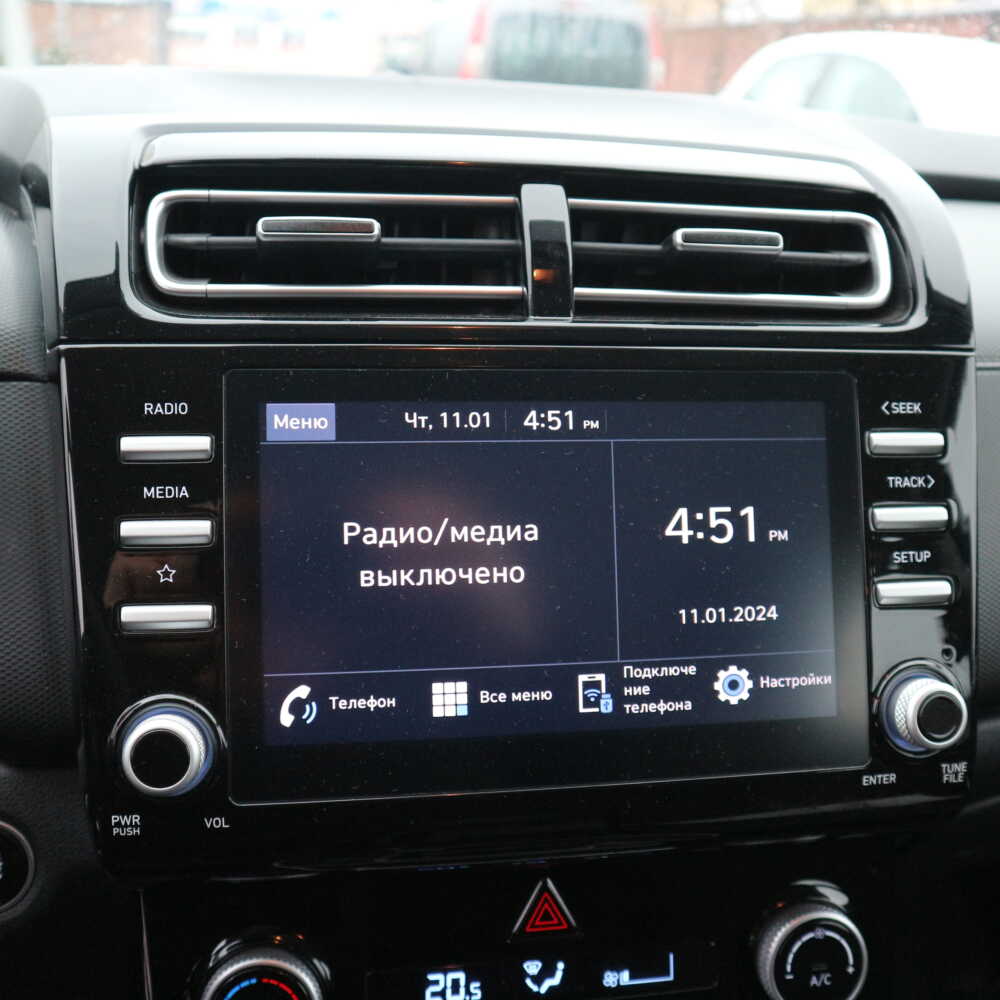 RADIO
MEDIA
PWR
PUSH
VOL
Меню
Чт, 11.01
4:51 PM
Радио/медиа
выключено
4:51 PM
11.01.2024
Телефон
Все меню
Подключе
ние
телефона
Настройки
<SEEK
TRACK>
SETUP
ENTER
TUNE
FILE
20.5
A/C